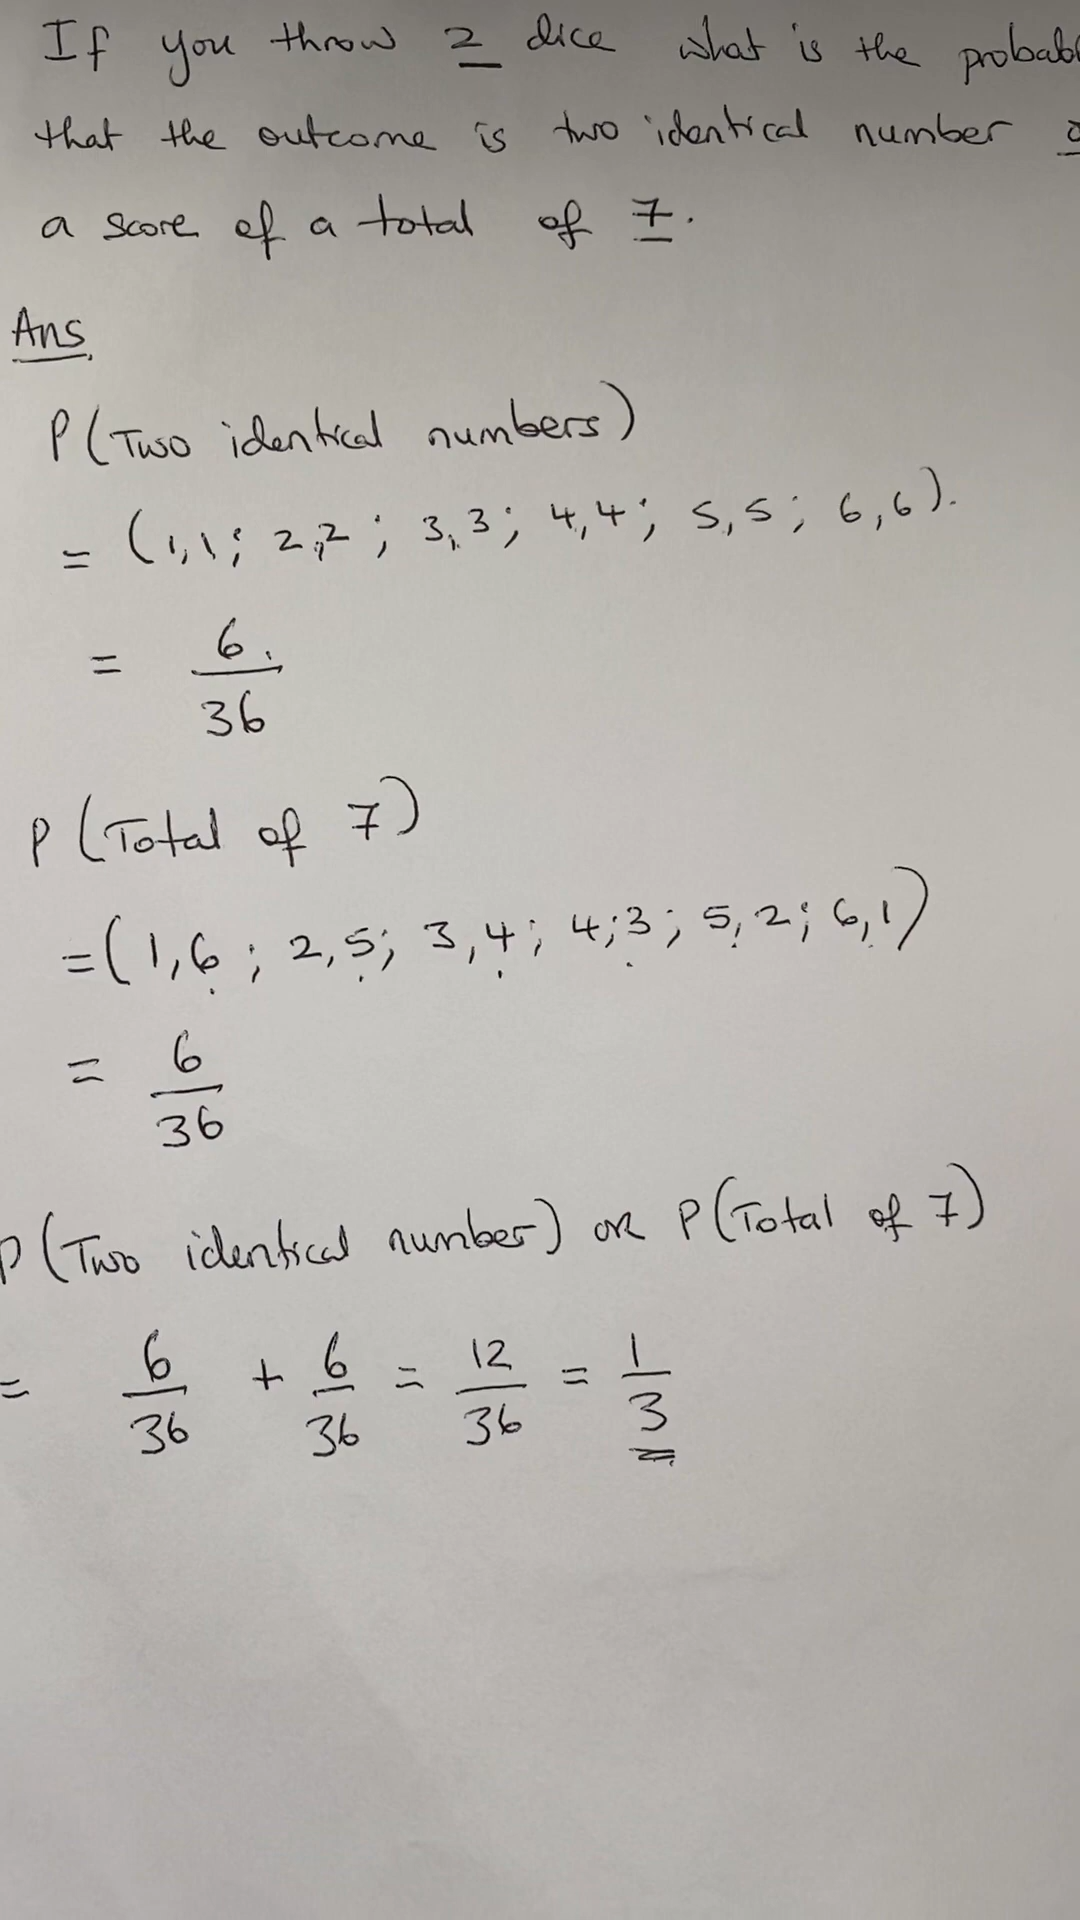 If you throw 2 dice what is the probabl
that the outcome is two identical number
a score of a total of 7.
Ans,
P (Two identical numbers)
= (1,1; 2,2; 3,3; 4,4; 5,5; 6,6).
= 6/36
P (Total of 7)
= (1,6; 2,5; 3,4; 4;3; 5,2; 6,1)
= 6/36
P (Two identical number) or P (Total of 7)
= 6/36 + 6/36 = 12/36 = 1/3